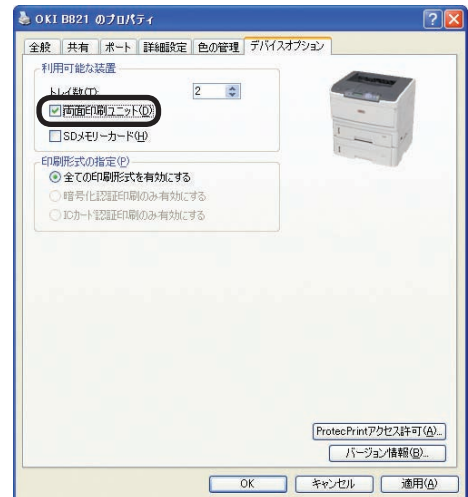 OKI B821 のプロパティ
全般 共有 ポート 詳細設定 色の管理 デバイスオプション
利用可能な装置
トレイ数(T): 2
両面印刷ユニット(D)
SDメモリーカード(H)
印刷形式の指定(P)
全ての印刷形式を有効にする
暗号化認証印刷のみ有効にする
ICカード認証印刷のみ有効にする
ProtecPrintアクセス許可(A)...
バージョン情報(B)...
OK キャンセル 適用(A)